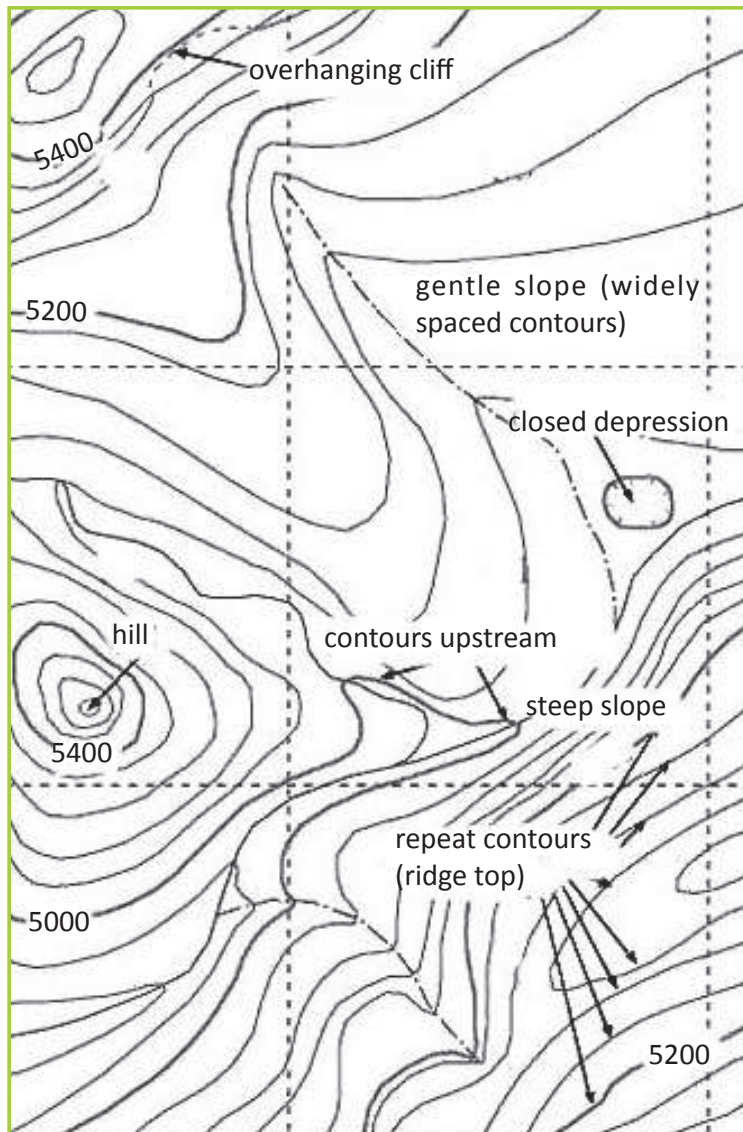 overhanging cliff
5400
gentle slope (widely
spaced contours)
5200
closed depression
hill
contours upstream
steep slope
5400
repeat contours
(ridge top)
5000
5200